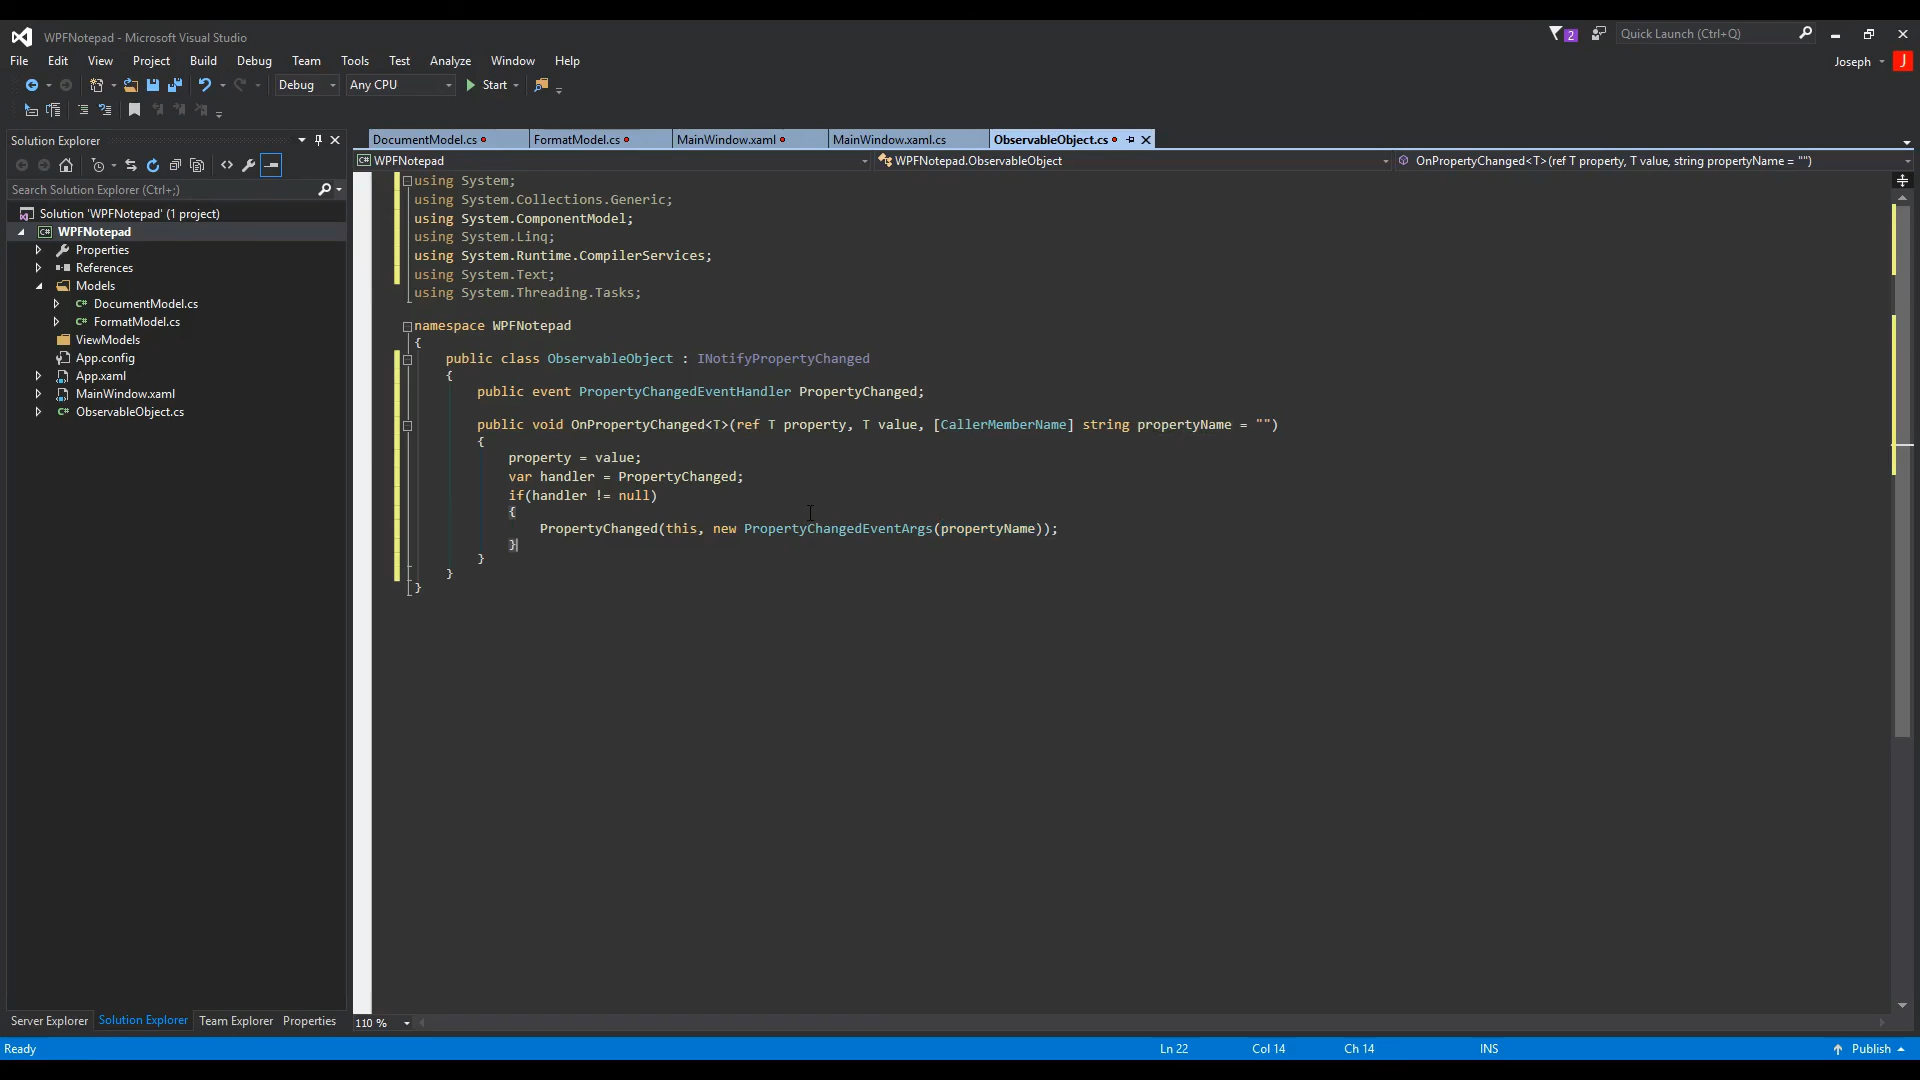 WPFNotepad - Microsoft Visual Studio
2
Quick Launch (Ctrl+Q)
File Edit View Project Build Debug Team Tools Test Analyze Window Help
Joseph J
Debug Any CPU Start
Solution Explorer
Search Solution Explorer (Ctrl+;)
Solution 'WPFNotepad' (1 project)
C# WPFNotepad
Properties
References
Models
C# DocumentModel.cs
C# FormatModel.cs
ViewModels
App.config
App.xaml
MainWindow.xaml
C# ObservableObject.cs
Server Explorer Solution Explorer Team Explorer Properties
DocumentModel.cs FormatModel.cs MainWindow.xaml MainWindow.xaml.cs ObservableObject.cs
C# WPFNotepad WPFNotepad.ObservableObject OnPropertyChanged<T>(ref T property, T value, string propertyName = "")
using System;
using System.Collections.Generic;
using System.ComponentModel;
using System.Linq;
using System.Runtime.CompilerServices;
using System.Text;
using System.Threading.Tasks;
namespace WPFNotepad
{
public class ObservableObject : INotifyPropertyChanged
{
public event PropertyChangedEventHandler PropertyChanged;
public void OnPropertyChanged<T>(ref T property, T value, [CallerMemberName] string propertyName = "")
{
property = value;
var handler = PropertyChanged;
if(handler != null)
{
PropertyChanged(this, new PropertyChangedEventArgs(propertyName));
}
}
}
}
110 %
Ready Ln 22 Col 14 Ch 14 INS Publish